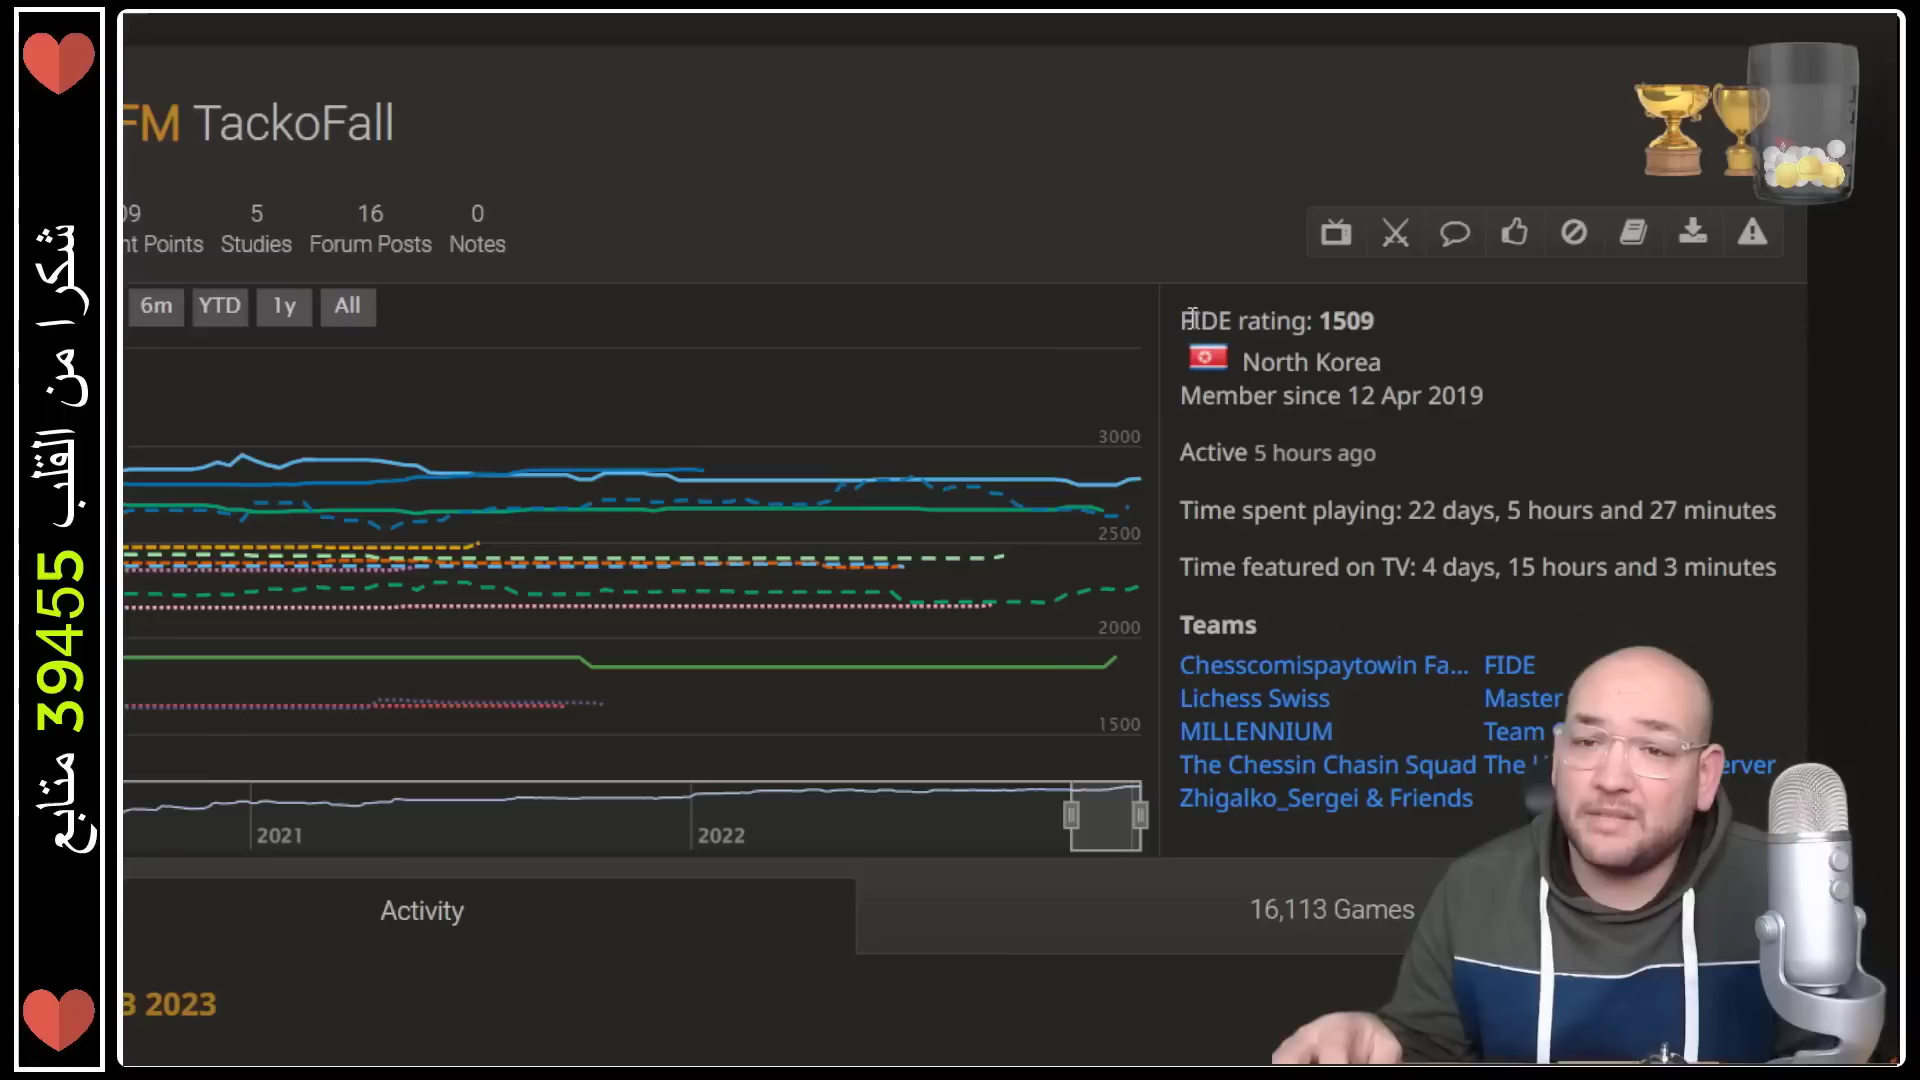 شكرا من القلب 39455 متابع
FM TackoFall
09 5 16 0
nt Points Studies Forum Posts Notes
6m YTD 1y All
FIDE rating: 1509
North Korea
Member since 12 Apr 2019
Active 5 hours ago
Time spent playing: 22 days, 5 hours and 27 minutes
Time featured on TV: 4 days, 15 hours and 3 minutes
Teams
Chesscomispaytowin Fa... FIDE
Lichess Swiss Master
MILLENNIUM Team
The Chessin Chasin Squad The erver
Zhigalko_Sergei & Friends
3000
2500
2000
1500
2021 2022
Activity 16,113 Games
2023